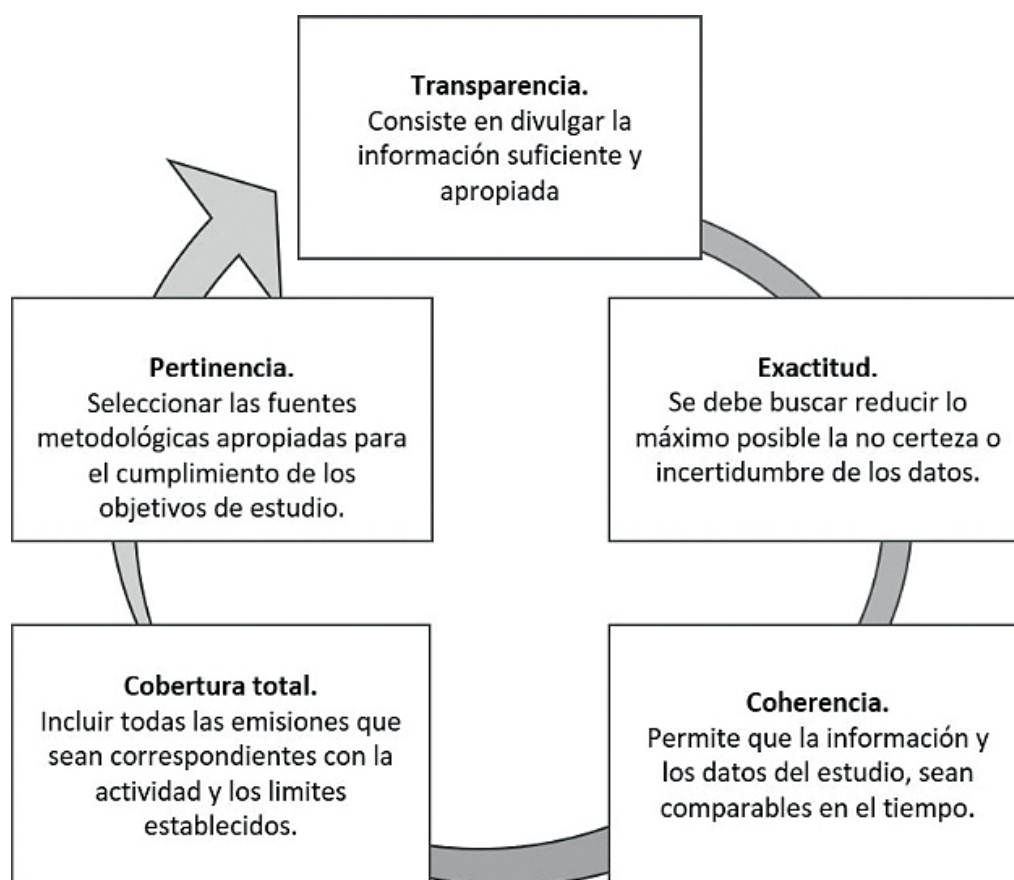 Transparencia.
Consiste en divulgar la
información suficiente y
apropiada
Pertinencia.
Seleccionar las fuentes
metodológicas apropiadas para
el cumplimiento de los
objetivos de estudio.
Exactitud.
Se debe buscar reducir lo
máximo posible la no certeza o
incertidumbre de los datos.
Cobertura total.
Incluir todas las emisiones que
sean correspondientes con la
actividad y los limites
establecidos.
Coherencia.
Permite que la información y
los datos del estudio, sean
comparables en el tiempo.